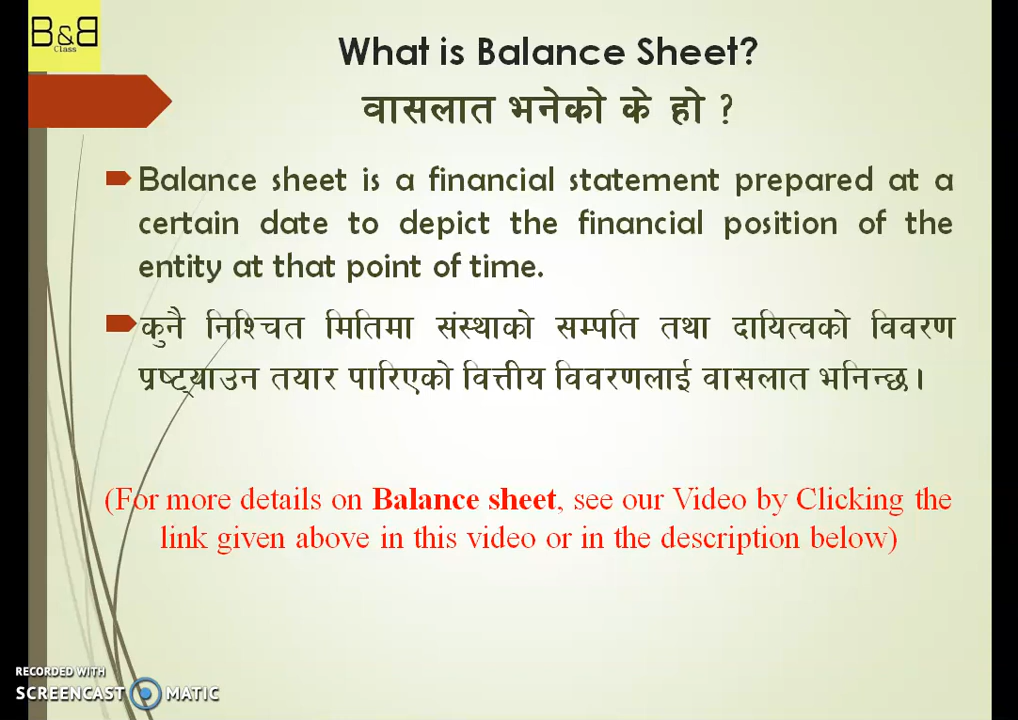 B&B
Class
What is Balance Sheet?
वासलात भनेको के हो ?
Balance sheet is a financial statement prepared at a
certain date to depict the financial position of the
entity at that point of time.
कुनै निश्चित मितिमा संस्थाको सम्पति तथा दायित्वको विवरण
प्रष्ट्याउन तयार पारिएको वित्तीय विवरणलाई वासलात भनिन्छ।
(For more details on Balance sheet, see our Video by Clicking the
link given above in this video or in the description below)
RECORDED WITH
SCREENCAST MATIC